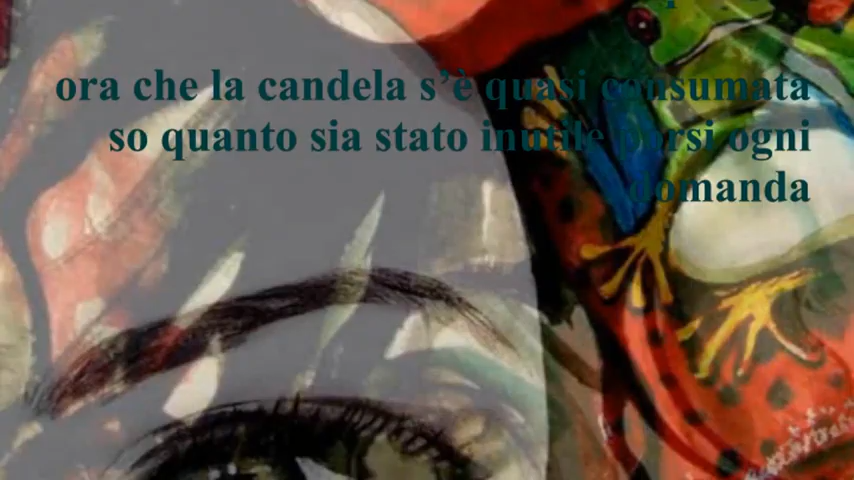 ora che la candela s’è quasi consumata
so quanto sia stato inutile porsi ogni
domanda